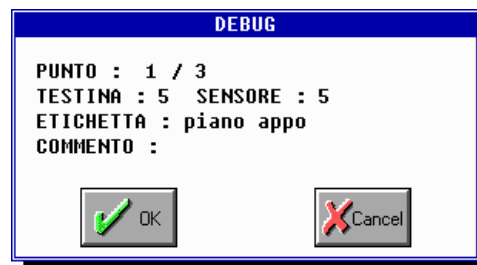 DEBUG
PUNTO : 1 / 3
TESTINA : 5 SENSORE : 5
ETICHETTA : piano appo
COMMENTO :
OK Cancel